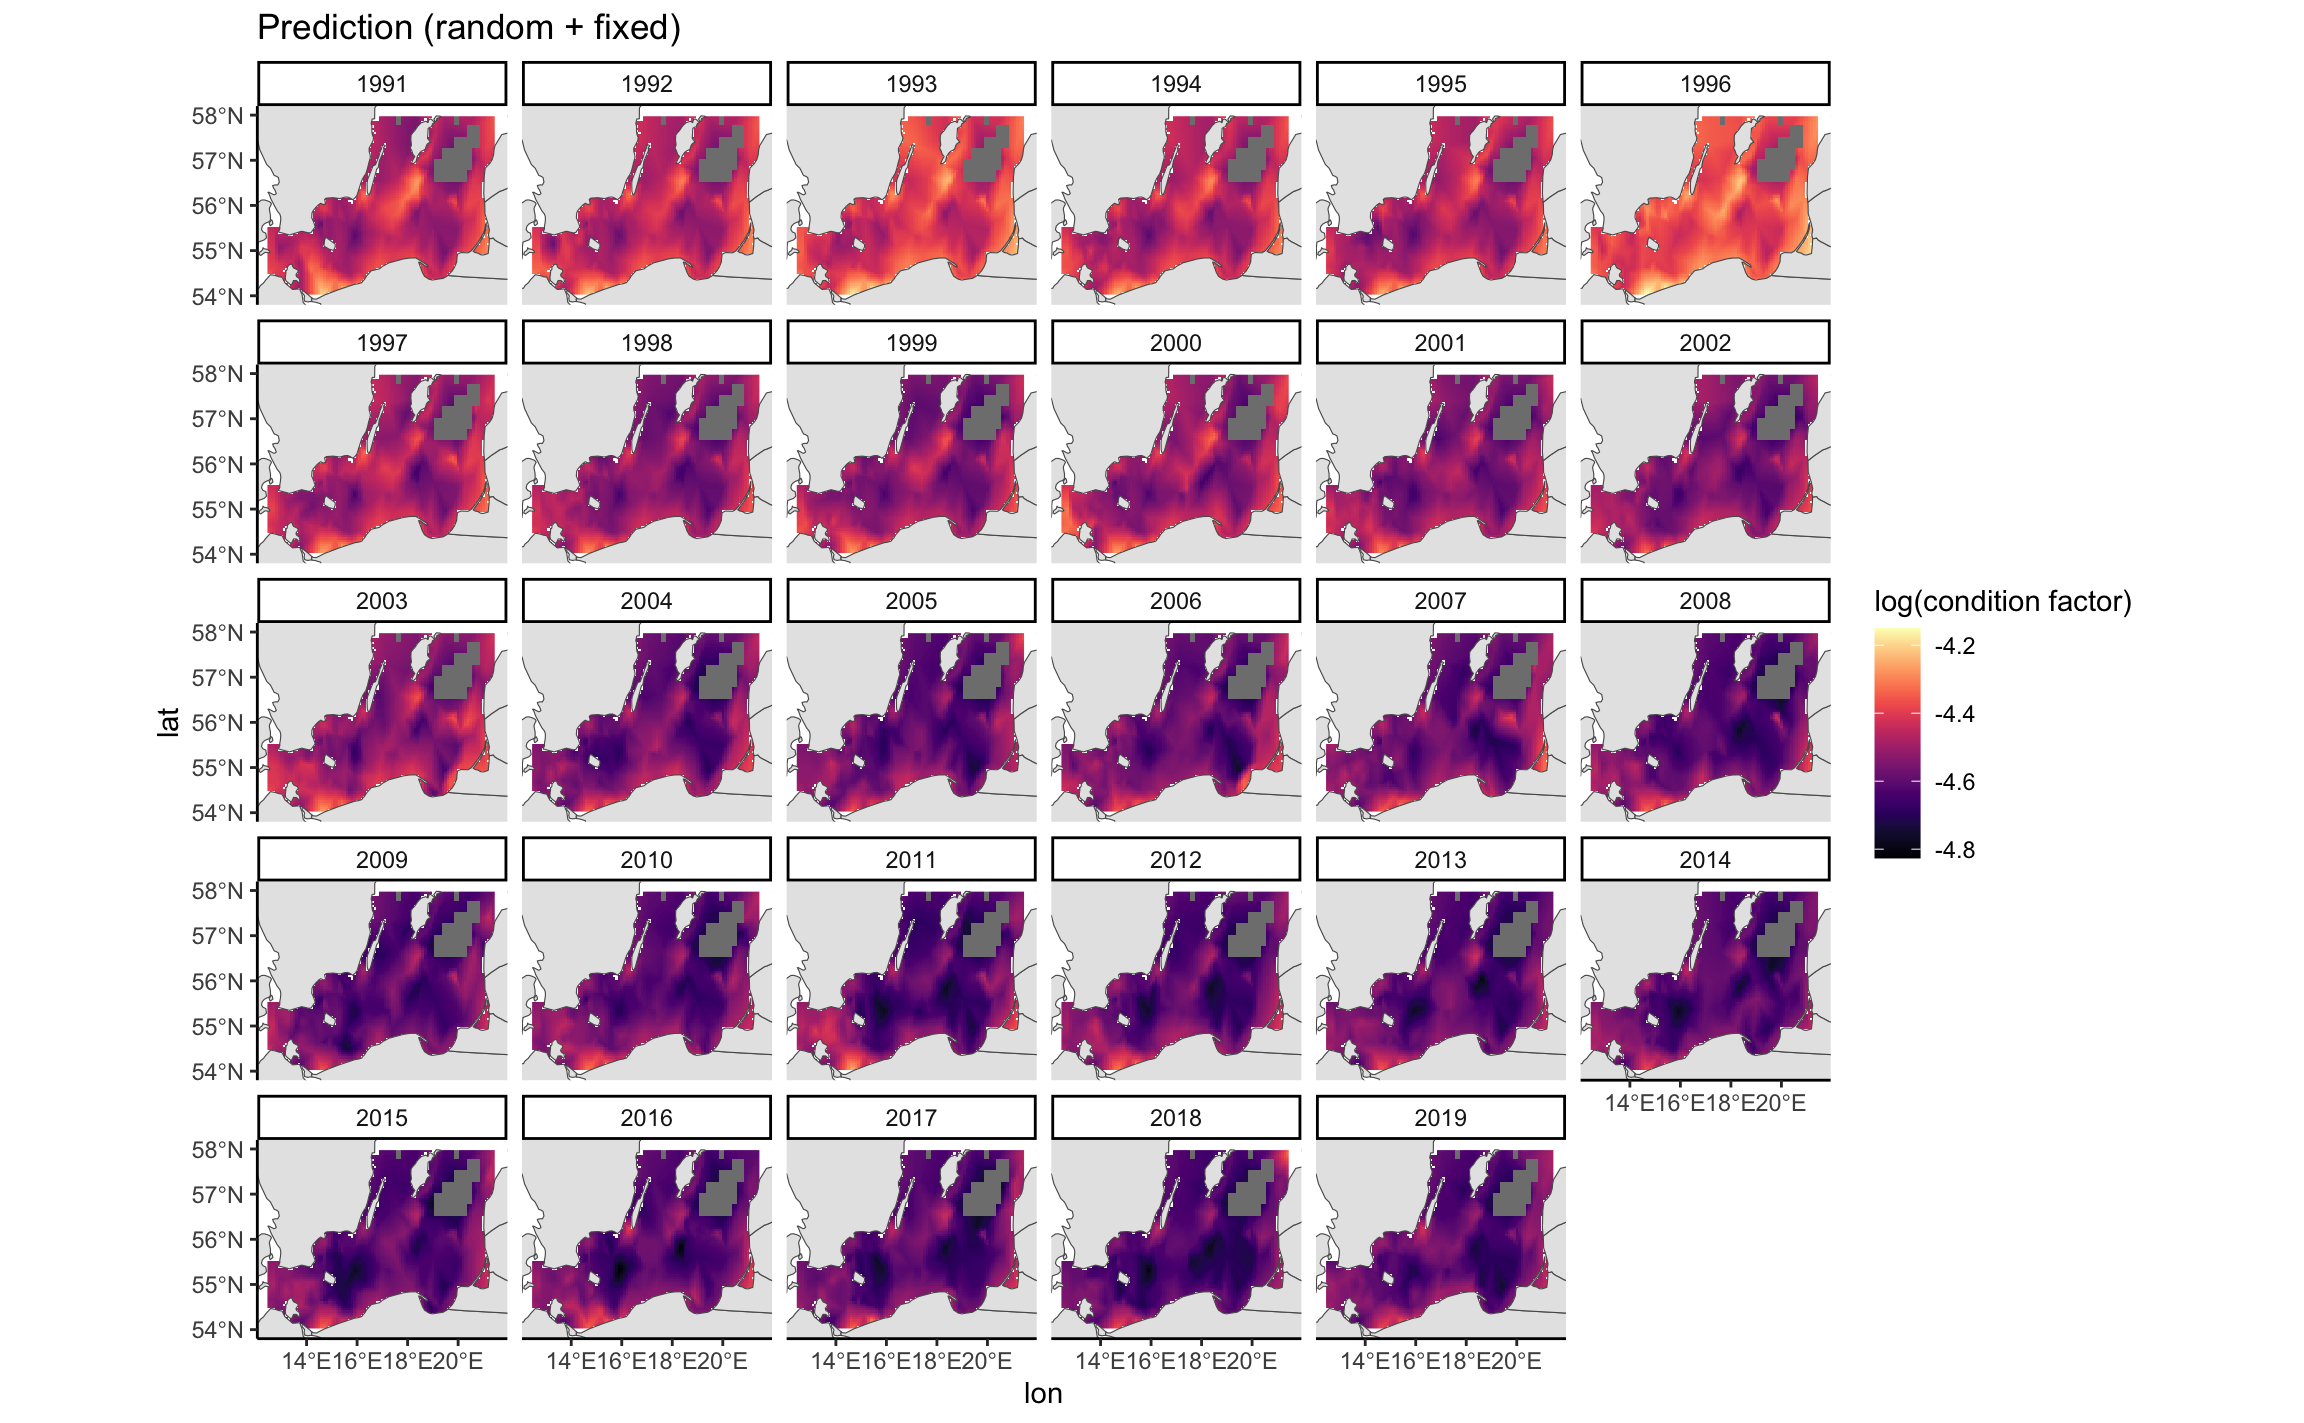 Prediction (random + fixed)
1991 1992 1993 1994 1995 1996
58°N
57°N
56°N
55°N
54°N
1997 1998 1999 2000 2001 2002
58°N
57°N
56°N
55°N
54°N
2003 2004 2005 2006 2007 2008
58°N
57°N
56°N
55°N
54°N
lat
log(condition factor)
-4.2
-4.4
-4.6
-4.8
2009 2010 2011 2012 2013 2014
58°N
57°N
56°N
55°N
54°N
14°E16°E18°E20°E
2015 2016 2017 2018 2019
58°N
57°N
56°N
55°N
54°N
14°E16°E18°E20°E 14°E16°E18°E20°E 14°E16°E18°E20°E 14°E16°E18°E20°E 14°E16°E18°E20°E
lon